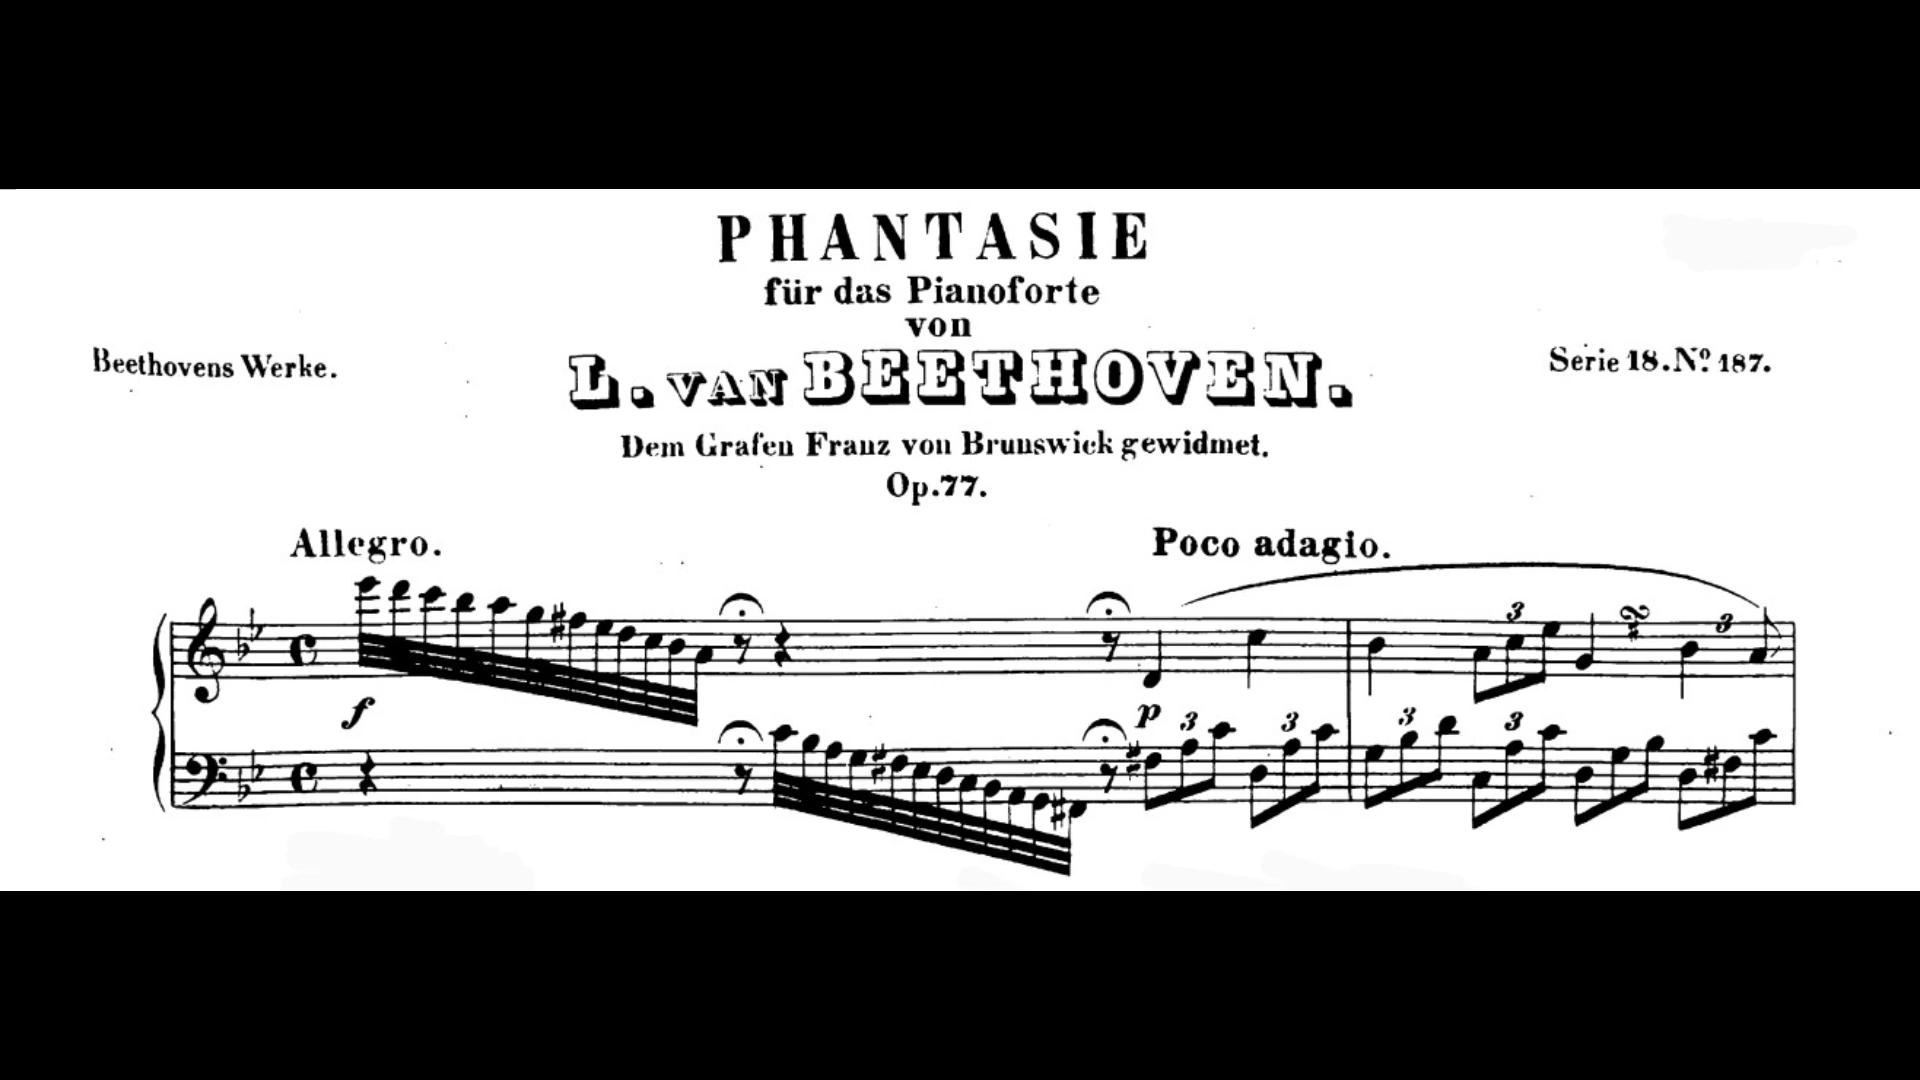 PHANTASIE
für das Pianoforte
von
Beethovens Werke.
L. VAN BEETHOVEN.
Serie 18. No. 187.
Dem Grafen Franz von Brunswick gewidmet.
Op.77.
Allegro.
Poco adagio.
3
3
f
p
3
3
3
3